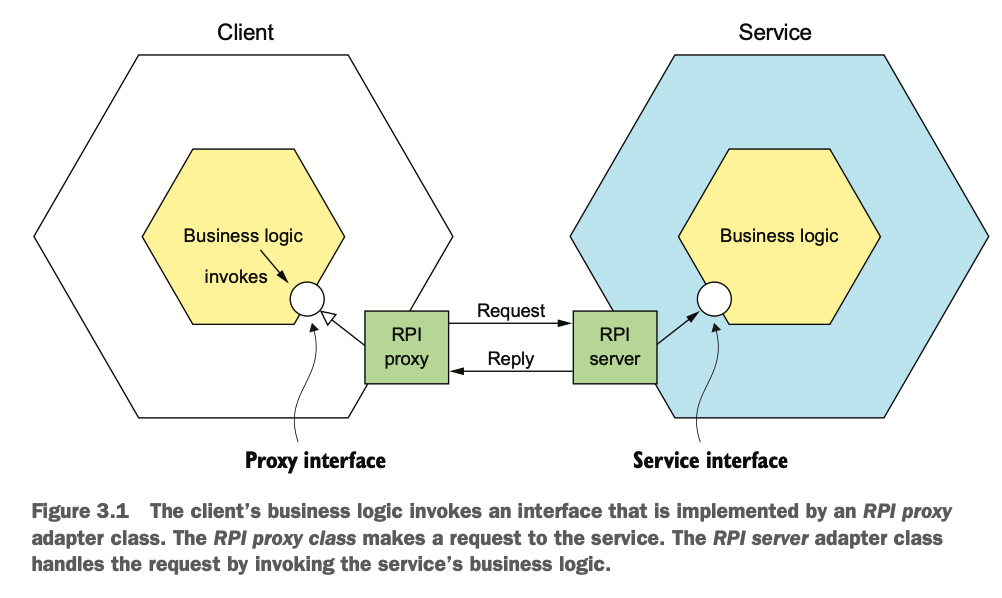 Client
Service
Business logic
invokes
Business logic
Request
RPI
proxy
RPI
server
Reply
Proxy interface
Service interface
Figure 3.1 The client's business logic invokes an interface that is implemented by an RPI proxy
adapter class. The RPI proxy class makes a request to the service. The RPI server adapter class
handles the request by invoking the service's business logic.